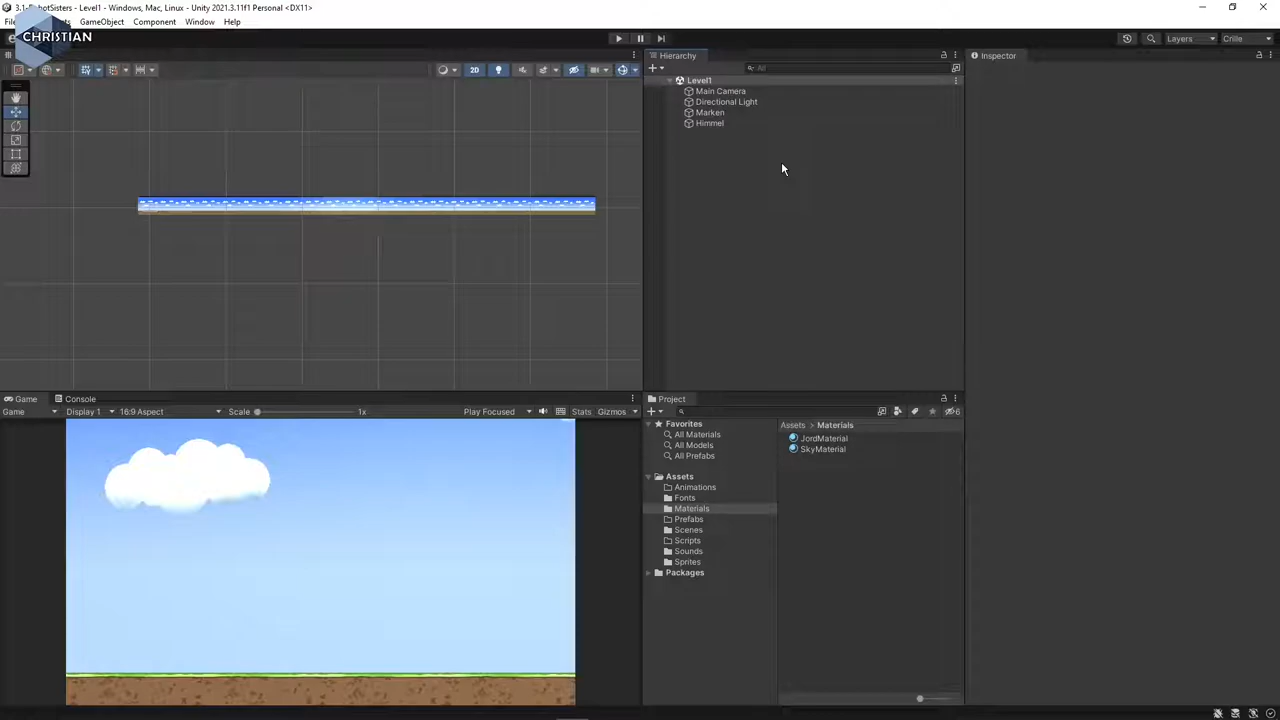 3.1 RobotSisters - Level1 - Windows, Mac, Linux - Unity 2021.3.11f1 Personal <DX11>
CHRISTIAN
GameObject Component Window Help
Layers Crille
Hierarchy Inspector
2D
All
Level1
Main Camera
Directional Light
Marken
Himmel
Game Console
Project
Game Display 1 16:9 Aspect Scale 1x Play Focused Stats Gizmos
6
Favorites
All Materials
All Models
All Prefabs
Assets
Animations
Fonts
Materials
Prefabs
Scenes
Scripts
Sounds
Sprites
Packages
Assets Materials
JordMaterial
SkyMaterial